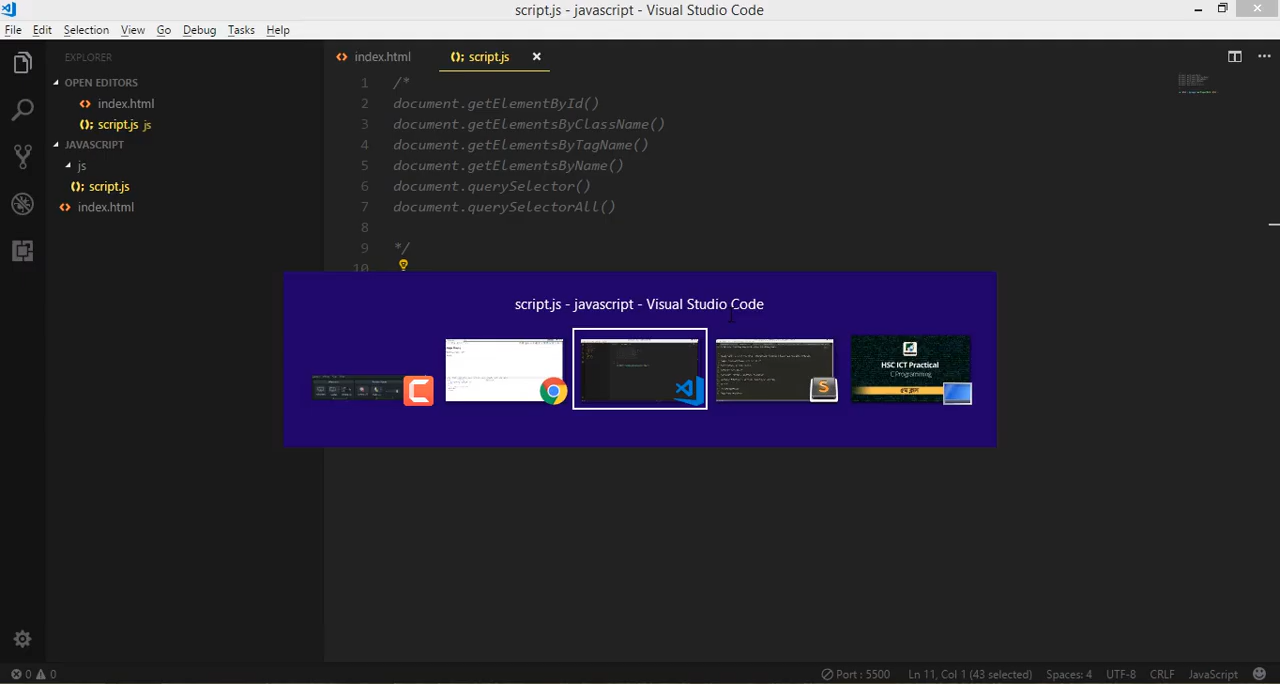 script.js - javascript - Visual Studio Code
File Edit Selection View Go Debug Tasks Help
EXPLORER
OPEN EDITORS
index.html
script.js js
JAVASCRIPT
js
script.js
index.html
index.html script.js
1 /*
2 document.getElementById()
3 document.getElementsByClassName()
4 document.getElementsByTagName()
5 document.getElementsByName()
6 document.querySelector()
7 document.querySelectorAll()
8
9 */
10
script.js - javascript - Visual Studio Code
HSC ICT Practical
C Programming
0 0 Port : 5500 Ln 11, Col 1 (43 selected) Spaces: 4 UTF-8 CRLF JavaScript